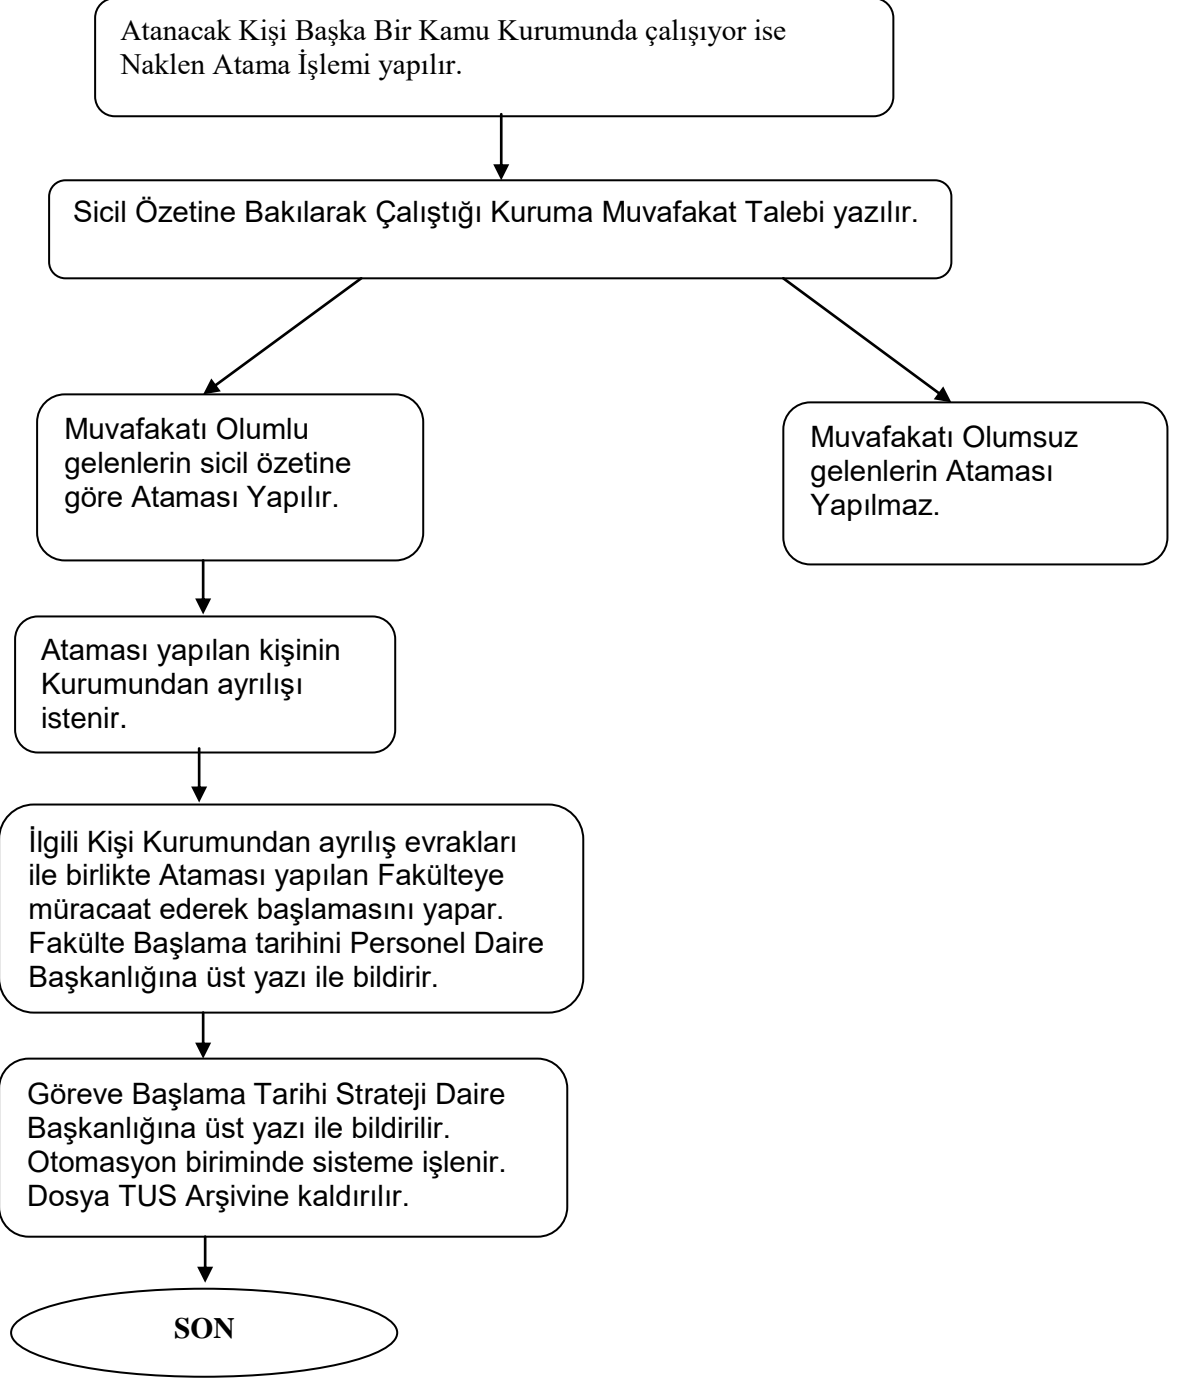 Atanacak Kişi Başka Bir Kamu Kurumunda çalışıyor ise
Naklen Atama İşlemi yapılır.
Sicil Özetine Bakılarak Çalıştığı Kuruma Muvafakat Talebi yazılır.
Muvafakatı Olumlu
gelenlerin sicil özetine
göre Ataması Yapılır.
Muvafakatı Olumsuz
gelenlerin Ataması
Yapılmaz.
Ataması yapılan kişinin
Kurumundan ayrılışı
istenir.
İlgili Kişi Kurumundan ayrılış evrakları
ile birlikte Ataması yapılan Fakülteye
müracaat ederek başlamasını yapar.
Fakülte Başlama tarihini Personel Daire
Başkanlığına üst yazı ile bildirir.
Göreve Başlama Tarihi Strateji Daire
Başkanlığına üst yazı ile bildirilir.
Otomasyon biriminde sisteme işlenir.
Dosya TUS Arşivine kaldırılır.
SON